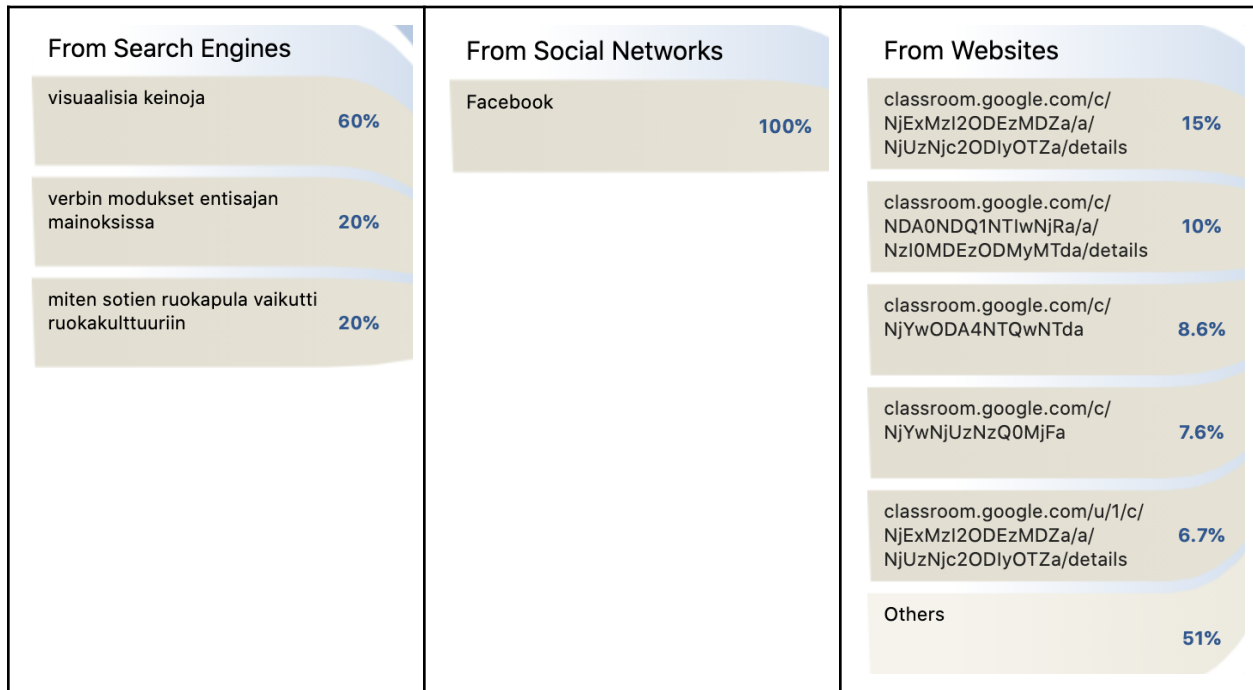 From Search Engines
visuaalisia keinoja
60%
verbin modukset entisajan
mainoksissa
20%
miten sotien ruokapula vaikutti
ruokakulttuuriin
20%
From Social Networks
Facebook
100%
From Websites
classroom.google.com/c/
NjExMzI2ODEzMDZa/a/
NjUzNjc2ODIyOTZa/details
15%
classroom.google.com/c/
NDA0NDQ1NTIwNjRa/a/
NzI0MDEzODMyMTda/details
10%
classroom.google.com/c/
NjYwODA4NTQwNTda
8.6%
classroom.google.com/c/
NjYwNjUzNzQ0MjFa
7.6%
classroom.google.com/u/1/c/
NjExMzI2ODEzMDZa/a/
NjUzNjc2ODIyOTZa/details
6.7%
Others
51%